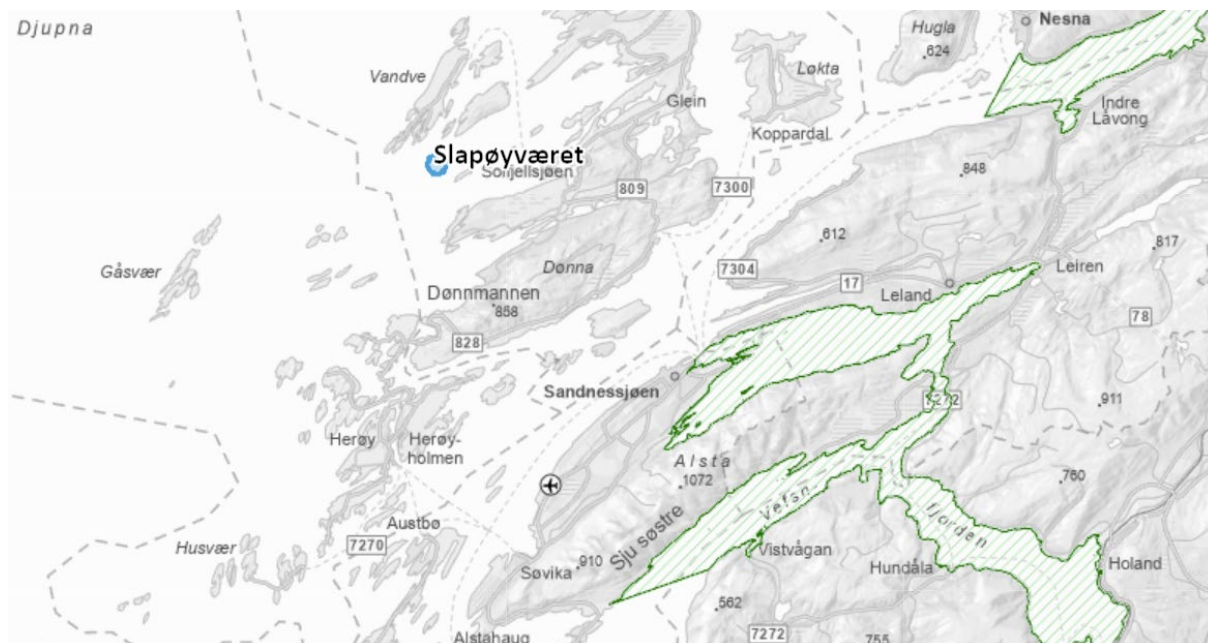 Djupna
Nesna
Hugla
624
Vandve
Løkta
Glein
Indre
Låvong
Koppardal
Slapøyværet
Solfjellsjøen
848
809
7300
612
817
Gåsvær
Dønna
7304
Leiren
17
Leland
Dønnmannen
858
78
828
Sandnessjøen
7272
911
Herøy
Herøy-
holmen
Alsta
1072
760
Vefsn
fjorden
Austbø
Sju søstre
Husvær
7270
910
Vistvågan
Holand
Søvika
Hundåla
562
Alstahaug
7272
755